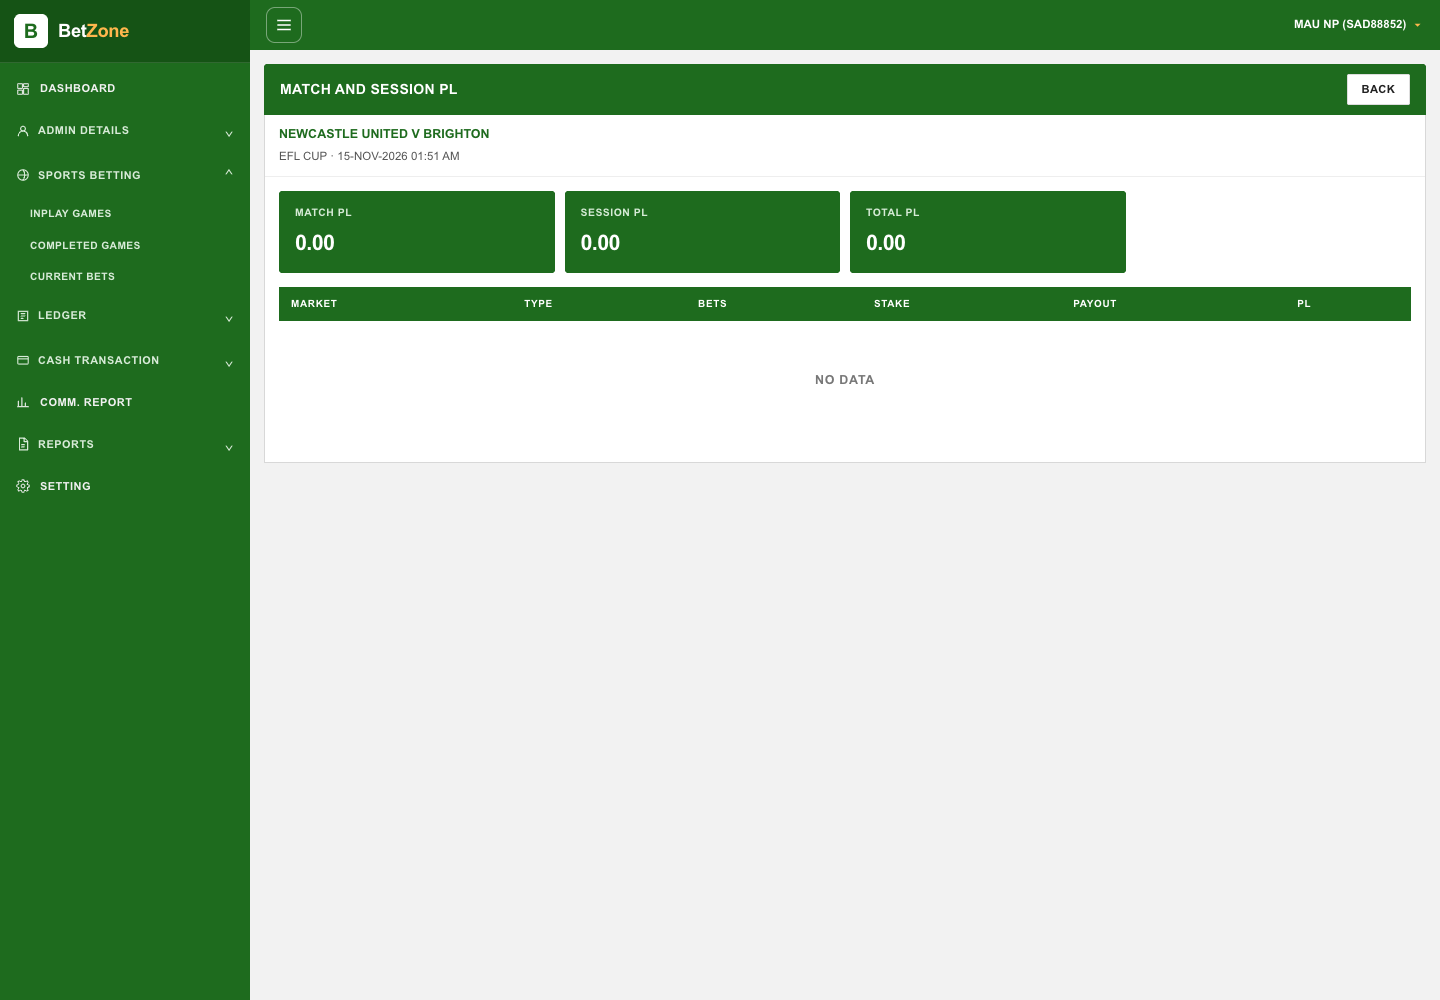 B BetZone
MAU NP (SAD88852)
DASHBOARD
ADMIN DETAILS
SPORTS BETTING
INPLAY GAMES
COMPLETED GAMES
CURRENT BETS
LEDGER
CASH TRANSACTION
COMM. REPORT
REPORTS
SETTING
MATCH AND SESSION PL
BACK
NEWCASTLE UNITED V BRIGHTON
EFL CUP · 15-NOV-2026 01:51 AM
MATCH PL
0.00
SESSION PL
0.00
TOTAL PL
0.00
MARKET TYPE BETS STAKE PAYOUT PL
NO DATA